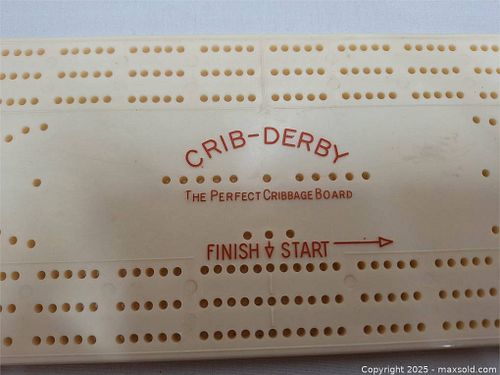 CRIB-DERBY
THE PERFECT CRIBBAGE BOARD
FINISH START
Copyright 2025 - maxsold.com